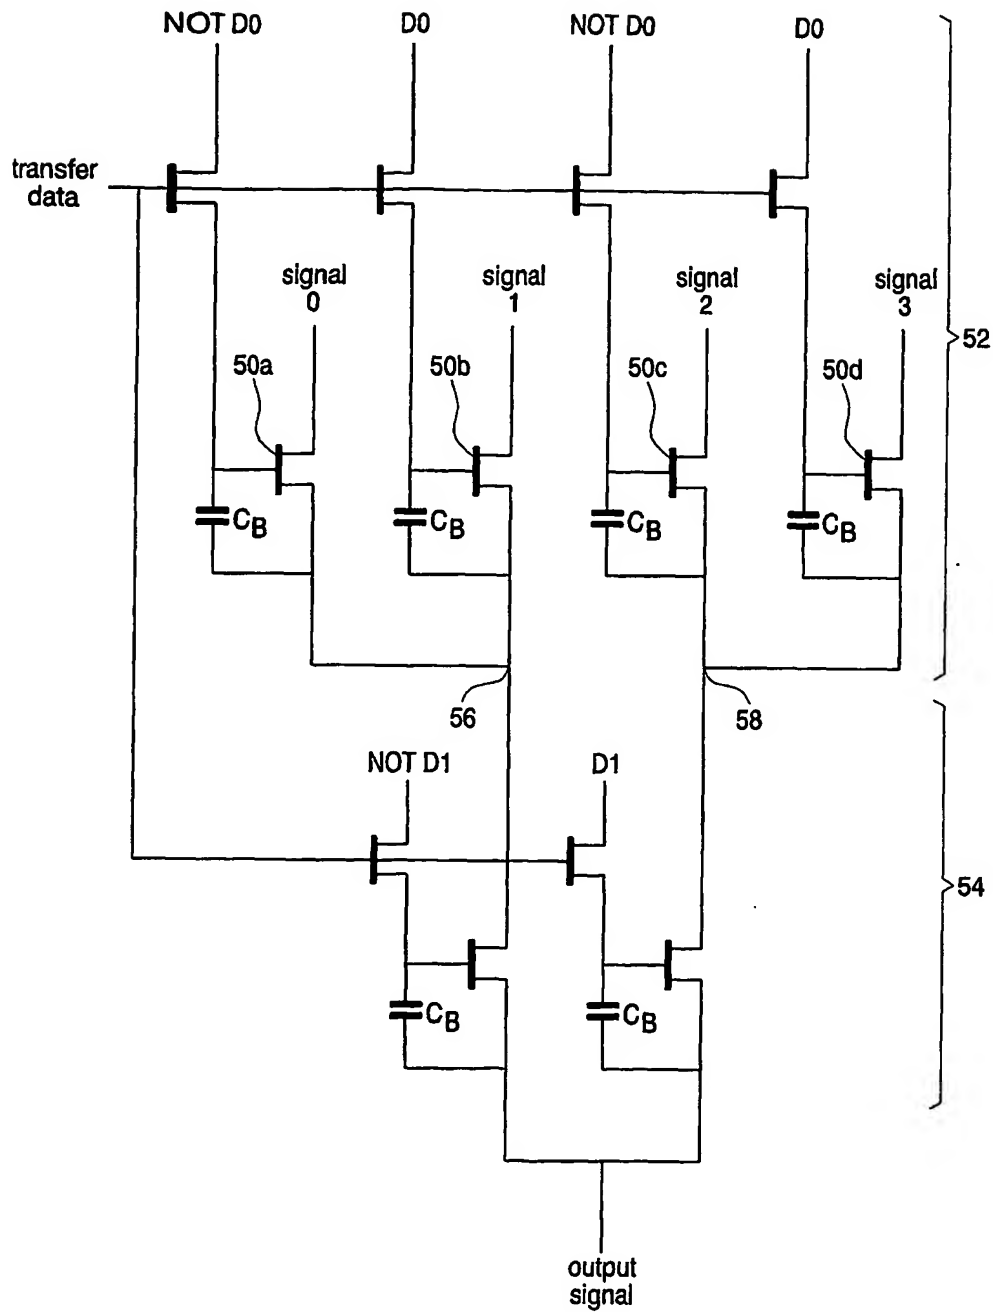 NOT D0
D0
NOT D0
D0
transfer
data
signal
0
signal
1
signal
2
signal
3
52
50a
50b
50c
50d
CB
CB
CB
CB
56
58
NOT D1
D1
54
CB
CB
output
signal